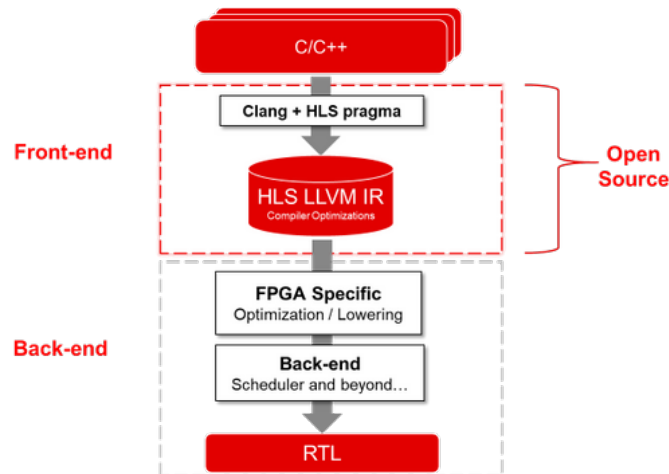 C/C++
Clang + HLS pragma
Front-end
HLS LLVM IR
Compiler Optimizations
Open
Source
FPGA Specific
Optimization / Lowering
Back-end
Back-end
Scheduler and beyond…
RTL